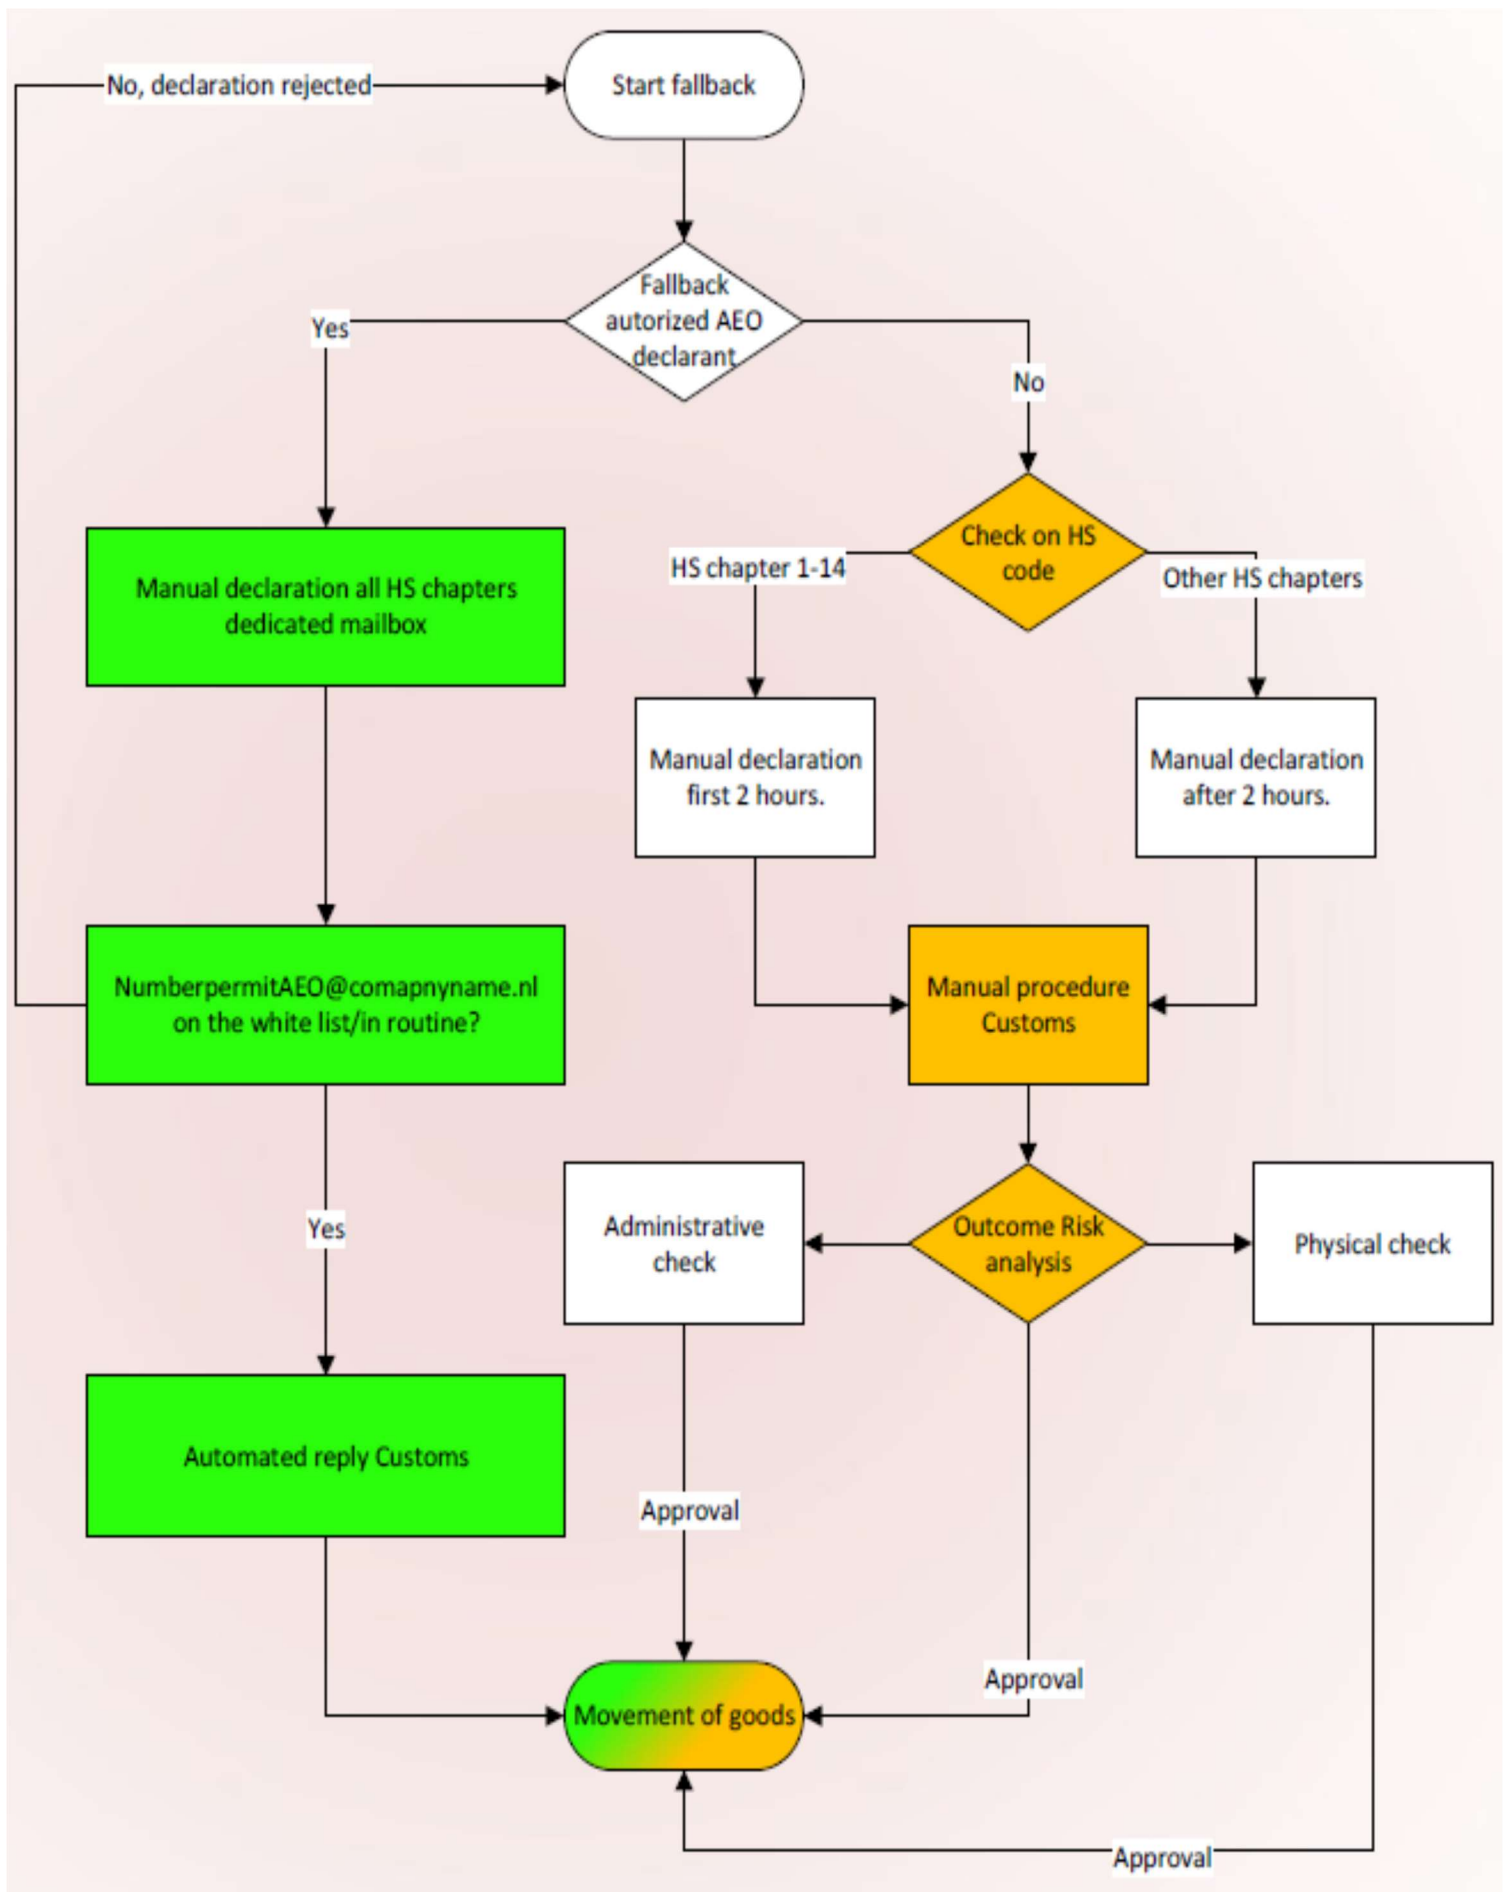 No, declaration rejected
Start fallback
Fallback
autorized AEO
declarant
Yes
No
Check on HS
code
HS chapter 1-14
Other HS chapters
Manual declaration all HS chapters
dedicated mailbox
Manual declaration
first 2 hours.
Manual declaration
after 2 hours.
NumberpermitAEO@comapnyname.nl
on the white list/in routine?
Manual procedure
Customs
Yes
Administrative
check
Outcome Risk
analysis
Physical check
Automated reply Customs
Approval
Approval
Movement of goods
Approval